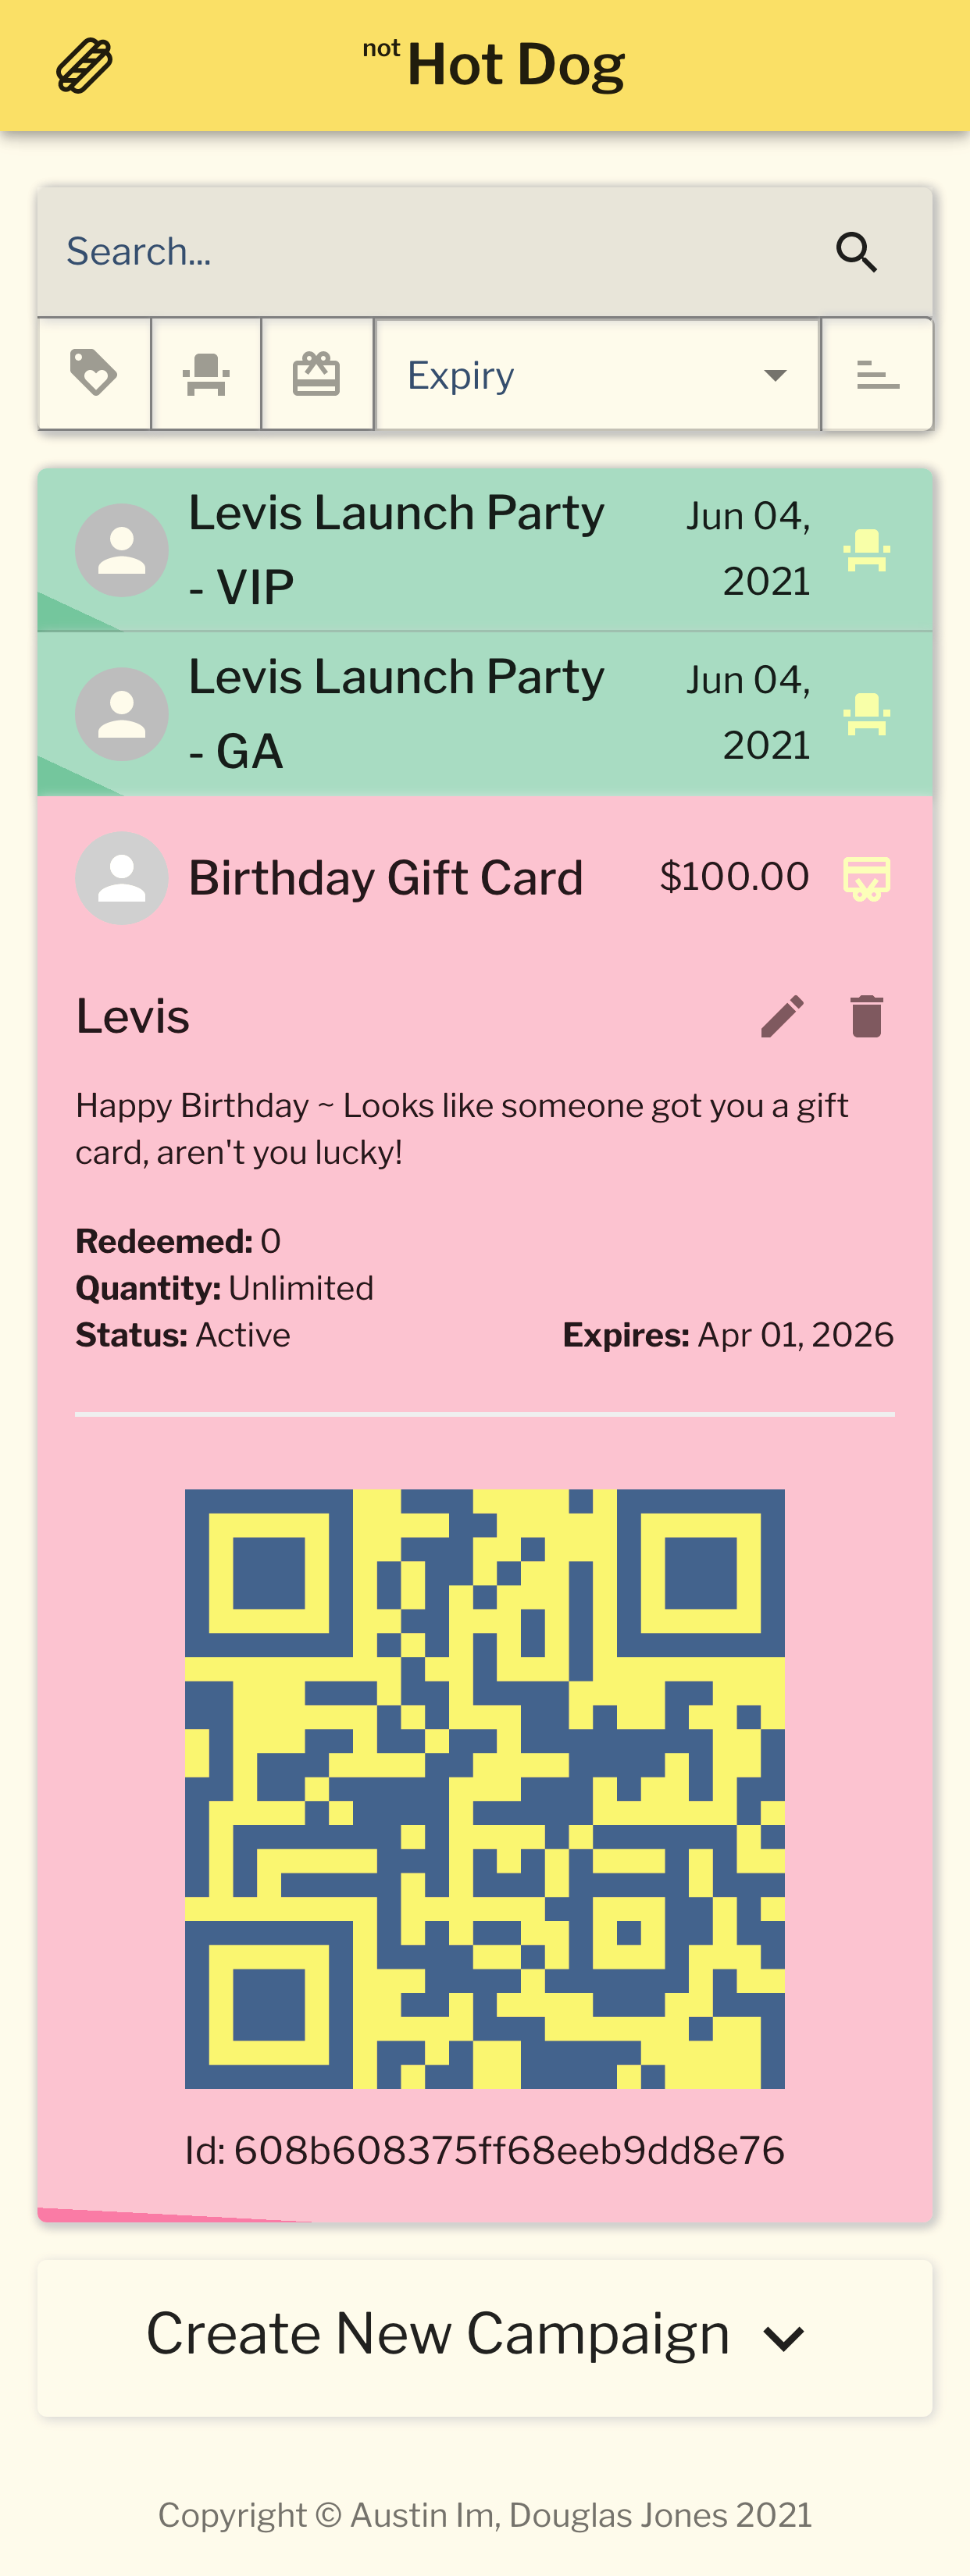 not Hot Dog
Search...
Expiry
Levis Launch Party
- VIP
Jun 04,
2021
Levis Launch Party
- GA
Jun 04,
2021
Birthday Gift Card
$100.00
Levis
Happy Birthday ~ Looks like someone got you a gift
card, aren't you lucky!
Redeemed: 0
Quantity: Unlimited
Status: Active
Expires: Apr 01, 2026
Id: 608b608375ff68eeb9dd8e76
Create New Campaign
Copyright © Austin Im, Douglas Jones 2021